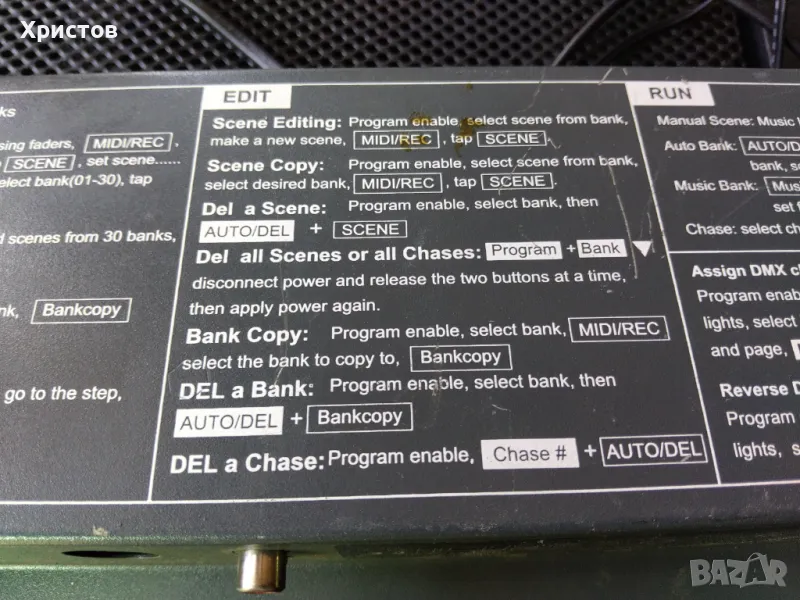 Христов
ks
sing faders, MIDI/REC ,
SCENE , set scene......
elect bank(01-30), tap
d scenes from 30 banks,
nk, Bankcopy
go to the step,
EDIT
Scene Editing: Program enable, select scene from bank,
make a new scene, MIDI/REC , tap SCENE.
Scene Copy: Program enable, select scene from bank,
select desired bank, MIDI/REC , tap SCENE.
Del a Scene: Program enable, select bank, then
AUTO/DEL + SCENE
Del all Scenes or all Chases: Program + Bank ▼
disconnect power and release the two buttons at a time,
then apply power again.
Bank Copy: Program enable, select bank, MIDI/REC
select the bank to copy to, Bankcopy
DEL a Bank: Program enable, select bank, then
AUTO/DEL + Bankcopy
DEL a Chase: Program enable, Chase # + AUTO/DEL
RUN
Manual Scene: Music
Auto Bank: AUTO/D
bank, s
Music Bank: Mus
set f
Chase: select ch
Assign DMX c
Program enab
lights, select
and page,
Reverse D
Program
lights, s
BAZAR